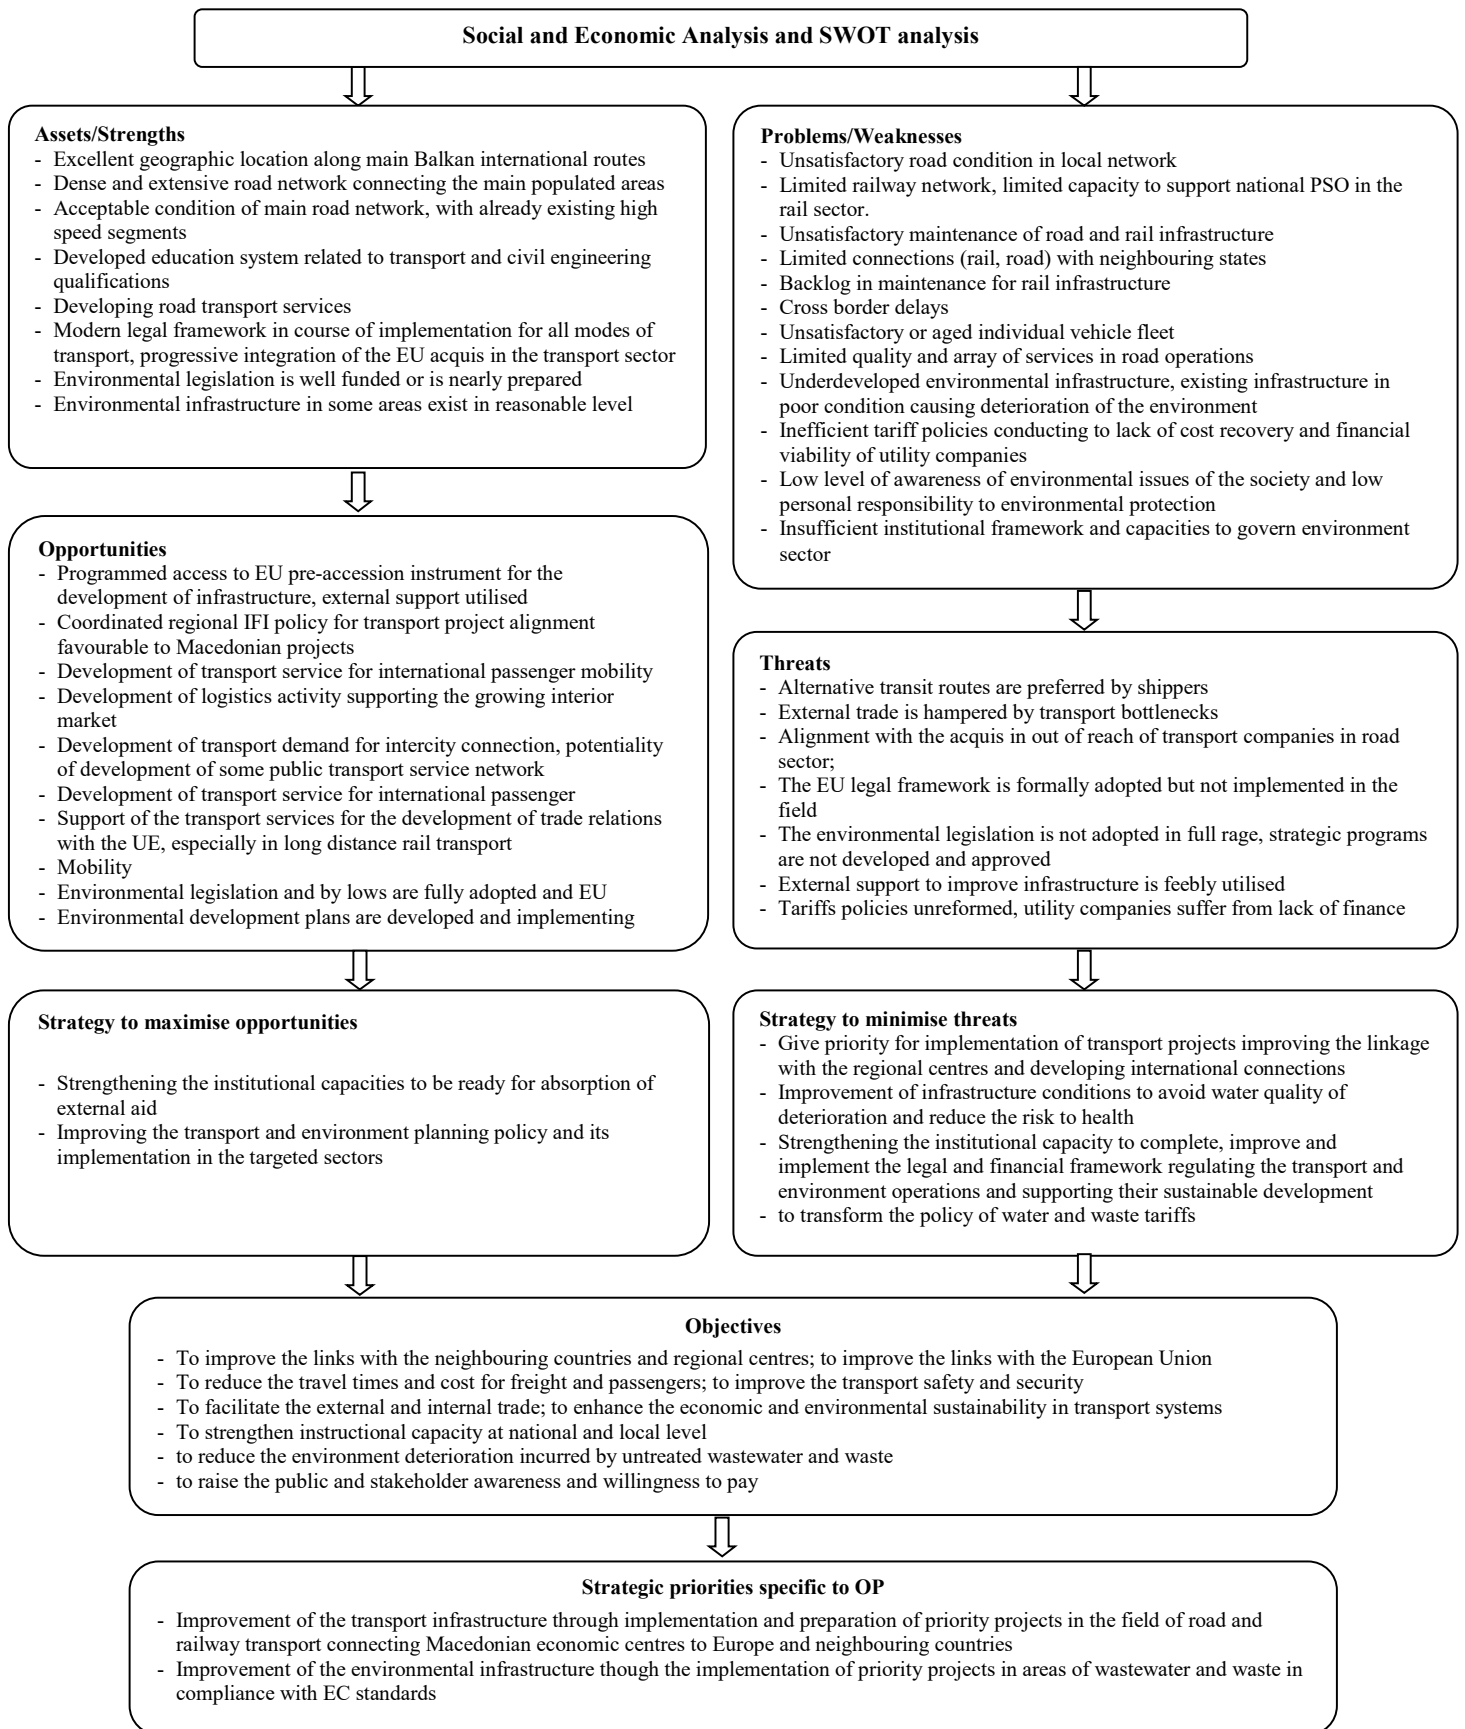 Social and Economic Analysis and SWOT analysis
Assets/Strengths
- Excellent geographic location along main Balkan international routes
- Dense and extensive road network connecting the main populated areas
- Acceptable condition of main road network, with already existing high
speed segments
- Developed education system related to transport and civil engineering
qualifications
- Developing road transport services
- Modern legal framework in course of implementation for all modes of
transport, progressive integration of the EU acquis in the transport sector
- Environmental legislation is well funded or is nearly prepared
- Environmental infrastructure in some areas exist in reasonable level
Opportunities
- Programmed access to EU pre-accession instrument for the
development of infrastructure, external support utilised
- Coordinated regional IFI policy for transport project alignment
favourable to Macedonian projects
- Development of transport service for international passenger mobility
- Development of logistics activity supporting the growing interior
market
- Development of transport demand for intercity connection, potentiality
of development of some public transport service network
- Development of transport service for international passenger
- Support of the transport services for the development of trade relations
with the UE, especially in long distance rail transport
- Mobility
- Environmental legislation and by lows are fully adopted and EU
- Environmental development plans are developed and implementing
Strategy to maximise opportunities
- Strengthening the institutional capacities to be ready for absorption of
external aid
- Improving the transport and environment planning policy and its
implementation in the targeted sectors
Problems/Weaknesses
- Unsatisfactory road condition in local network
- Limited railway network, limited capacity to support national PSO in the
rail sector.
- Unsatisfactory maintenance of road and rail infrastructure
- Limited connections (rail, road) with neighbouring states
- Backlog in maintenance for rail infrastructure
- Cross border delays
- Unsatisfactory or aged individual vehicle fleet
- Limited quality and array of services in road operations
- Underdeveloped environmental infrastructure, existing infrastructure in
poor condition causing deterioration of the environment
- Inefficient tariff policies conducting to lack of cost recovery and financial
viability of utility companies
- Low level of awareness of environmental issues of the society and low
personal responsibility to environmental protection
- Insufficient institutional framework and capacities to govern environment
sector
Threats
- Alternative transit routes are preferred by shippers
- External trade is hampered by transport bottlenecks
- Alignment with the acquis in out of reach of transport companies in road
sector;
- The EU legal framework is formally adopted but not implemented in the
field
- The environmental legislation is not adopted in full rage, strategic programs
are not developed and approved
- External support to improve infrastructure is feebly utilised
- Tariffs policies unreformed, utility companies suffer from lack of finance
Strategy to minimise threats
- Give priority for implementation of transport projects improving the linkage
with the regional centres and developing international connections
- Improvement of infrastructure conditions to avoid water quality of
deterioration and reduce the risk to health
- Strengthening the institutional capacity to complete, improve and
implement the legal and financial framework regulating the transport and
environment operations and supporting their sustainable development
- to transform the policy of water and waste tariffs
Objectives
- To improve the links with the neighbouring countries and regional centres; to improve the links with the European Union
- To reduce the travel times and cost for freight and passengers; to improve the transport safety and security
- To facilitate the external and internal trade; to enhance the economic and environmental sustainability in transport systems
- To strengthen instructional capacity at national and local level
- to reduce the environment deterioration incurred by untreated wastewater and waste
- to raise the public and stakeholder awareness and willingness to pay
Strategic priorities specific to OP
- Improvement of the transport infrastructure through implementation and preparation of priority projects in the field of road and
railway transport connecting Macedonian economic centres to Europe and neighbouring countries
- Improvement of the environmental infrastructure though the implementation of priority projects in areas of wastewater and waste in
compliance with EC standards